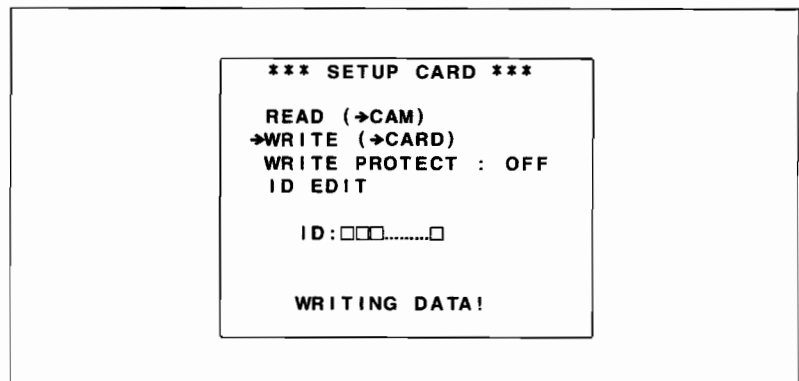 *** SETUP CARD ***
READ (→CAM)
→WRITE (→CARD)
WRITE PROTECT : OFF
ID EDIT
ID:□□□.........□
WRITING DATA!